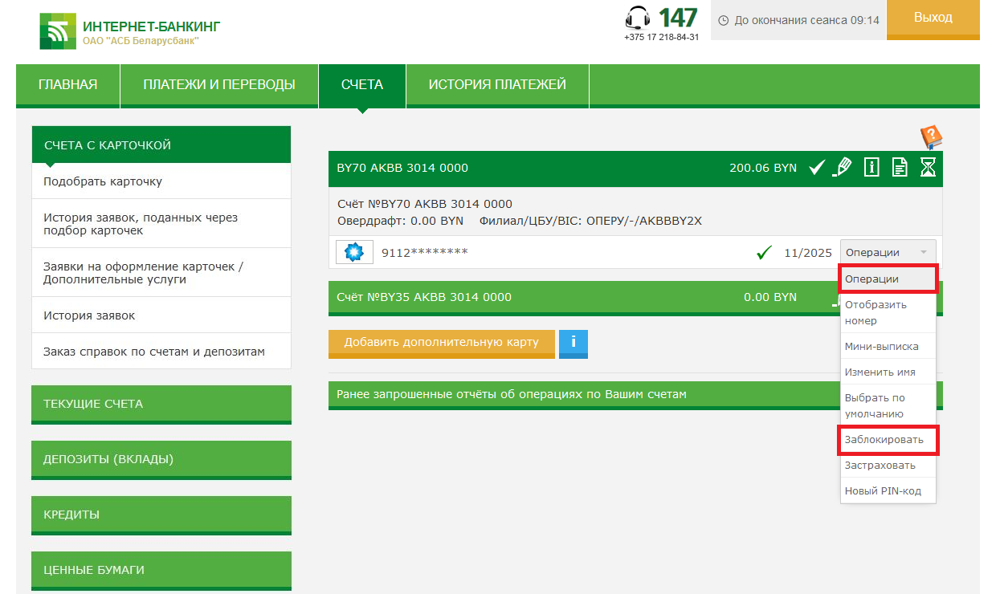 ИНТЕРНЕТ-БАНКИНГ
ОАО "АСБ Беларусбанк"
147
+375 17 218-84-31
До окончания сеанса 09:14
Выход
ГЛАВНАЯ
ПЛАТЕЖИ И ПЕРЕВОДЫ
СЧЕТА
ИСТОРИЯ ПЛАТЕЖЕЙ
СЧЕТА С КАРТОЧКОЙ
Подобрать карточку
История заявок, поданных через
подбор карточек
Заявки на оформление карточек /
Дополнительные услуги
История заявок
Заказ справок по счетам и депозитам
ТЕКУЩИЕ СЧЕТА
ДЕПОЗИТЫ (ВКЛАДЫ)
КРЕДИТЫ
ЦЕННЫЕ БУМАГИ
BY70 AKBB 3014 0000
200.06 BYN
Счёт №BY70 AKBB 3014 0000
Овердрафт: 0.00 BYN Филиал/ЦБУ/BIC: ОПЕРУ/-/AKBBBY2X
9112********
11/2025
Операции
Счёт №BY35 AKBB 3014 0000
0.00 BYN
Добавить дополнительную карту
i
Ранее запрошенные отчёты об операциях по Вашим счетам
Операции
Отобразить
номер
Мини-выписка
Изменить имя
Выбрать по
умолчанию
Заблокировать
Застраховать
Новый PIN-код